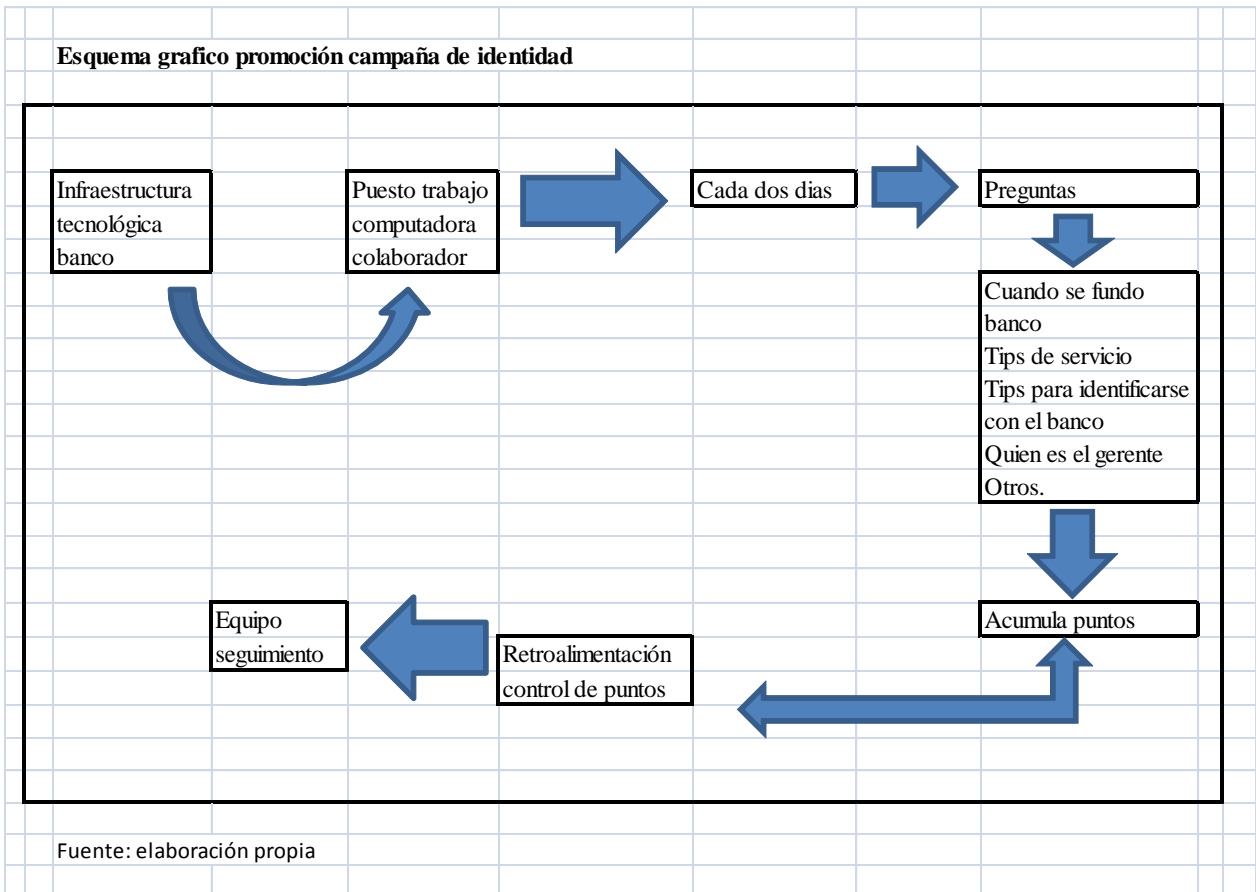 Esquema grafico promoción campaña de identidad
Infraestructura
tecnológica
banco
Puesto trabajo
computadora
colaborador
Cada dos dias
Preguntas
Cuando se fundo
banco
Tips de servicio
Tips para identificarse
con el banco
Quien es el gerente
Otros.
Acumula puntos
Retroalimentación
control de puntos
Equipo
seguimiento
Fuente: elaboración propia